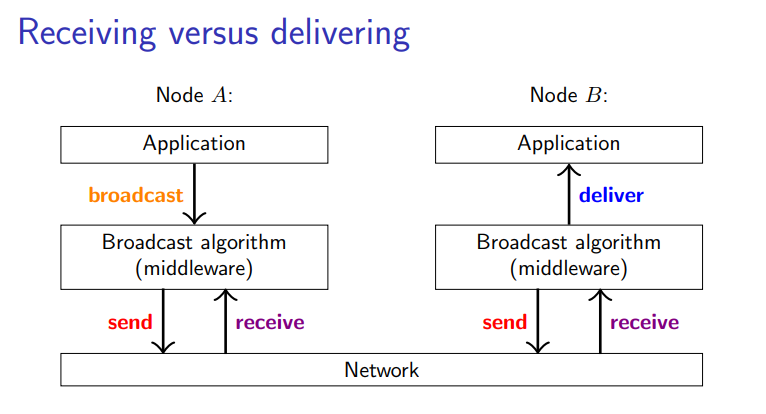 Receiving versus delivering
Node A:
Node B:
Application
Application
broadcast
deliver
Broadcast algorithm
(middleware)
Broadcast algorithm
(middleware)
send
receive
send
receive
Network